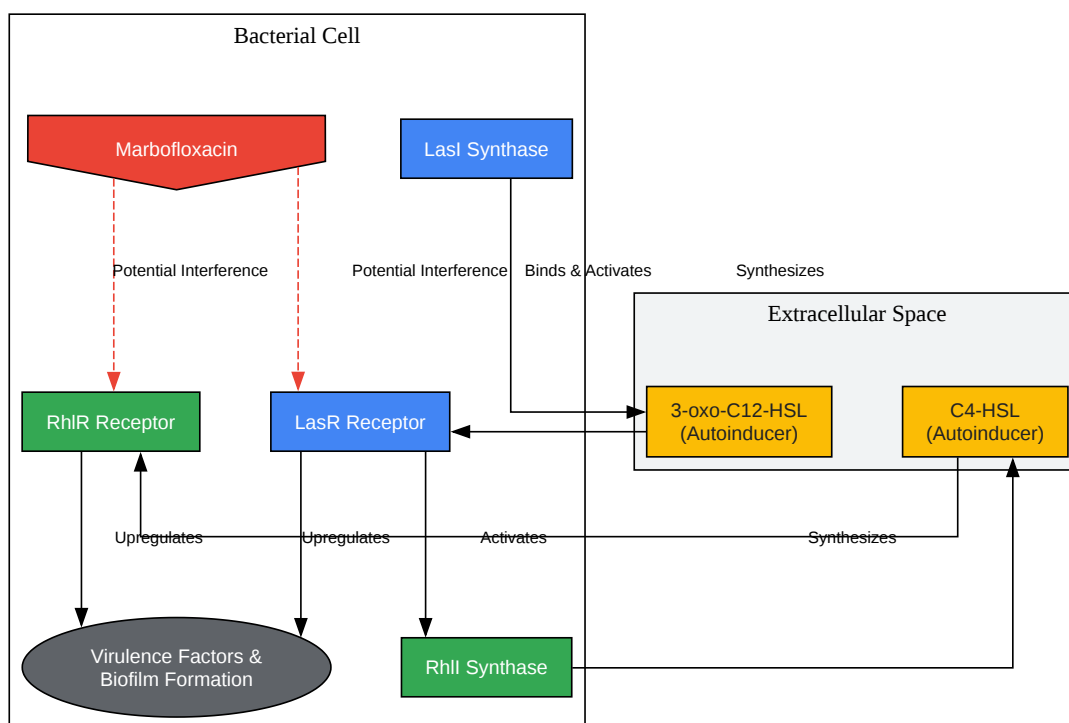 Bacterial Cell
Marbofloxacin
LasI Synthase
Potential Interference
Potential Interference
Binds & Activates
Synthesizes
Extracellular Space
RhlR Receptor
LasR Receptor
3-oxo-C12-HSL
(Autoinducer)
C4-HSL
(Autoinducer)
Upregulates
Upregulates
Activates
Synthesizes
Virulence Factors &
Biofilm Formation
RhlI Synthase